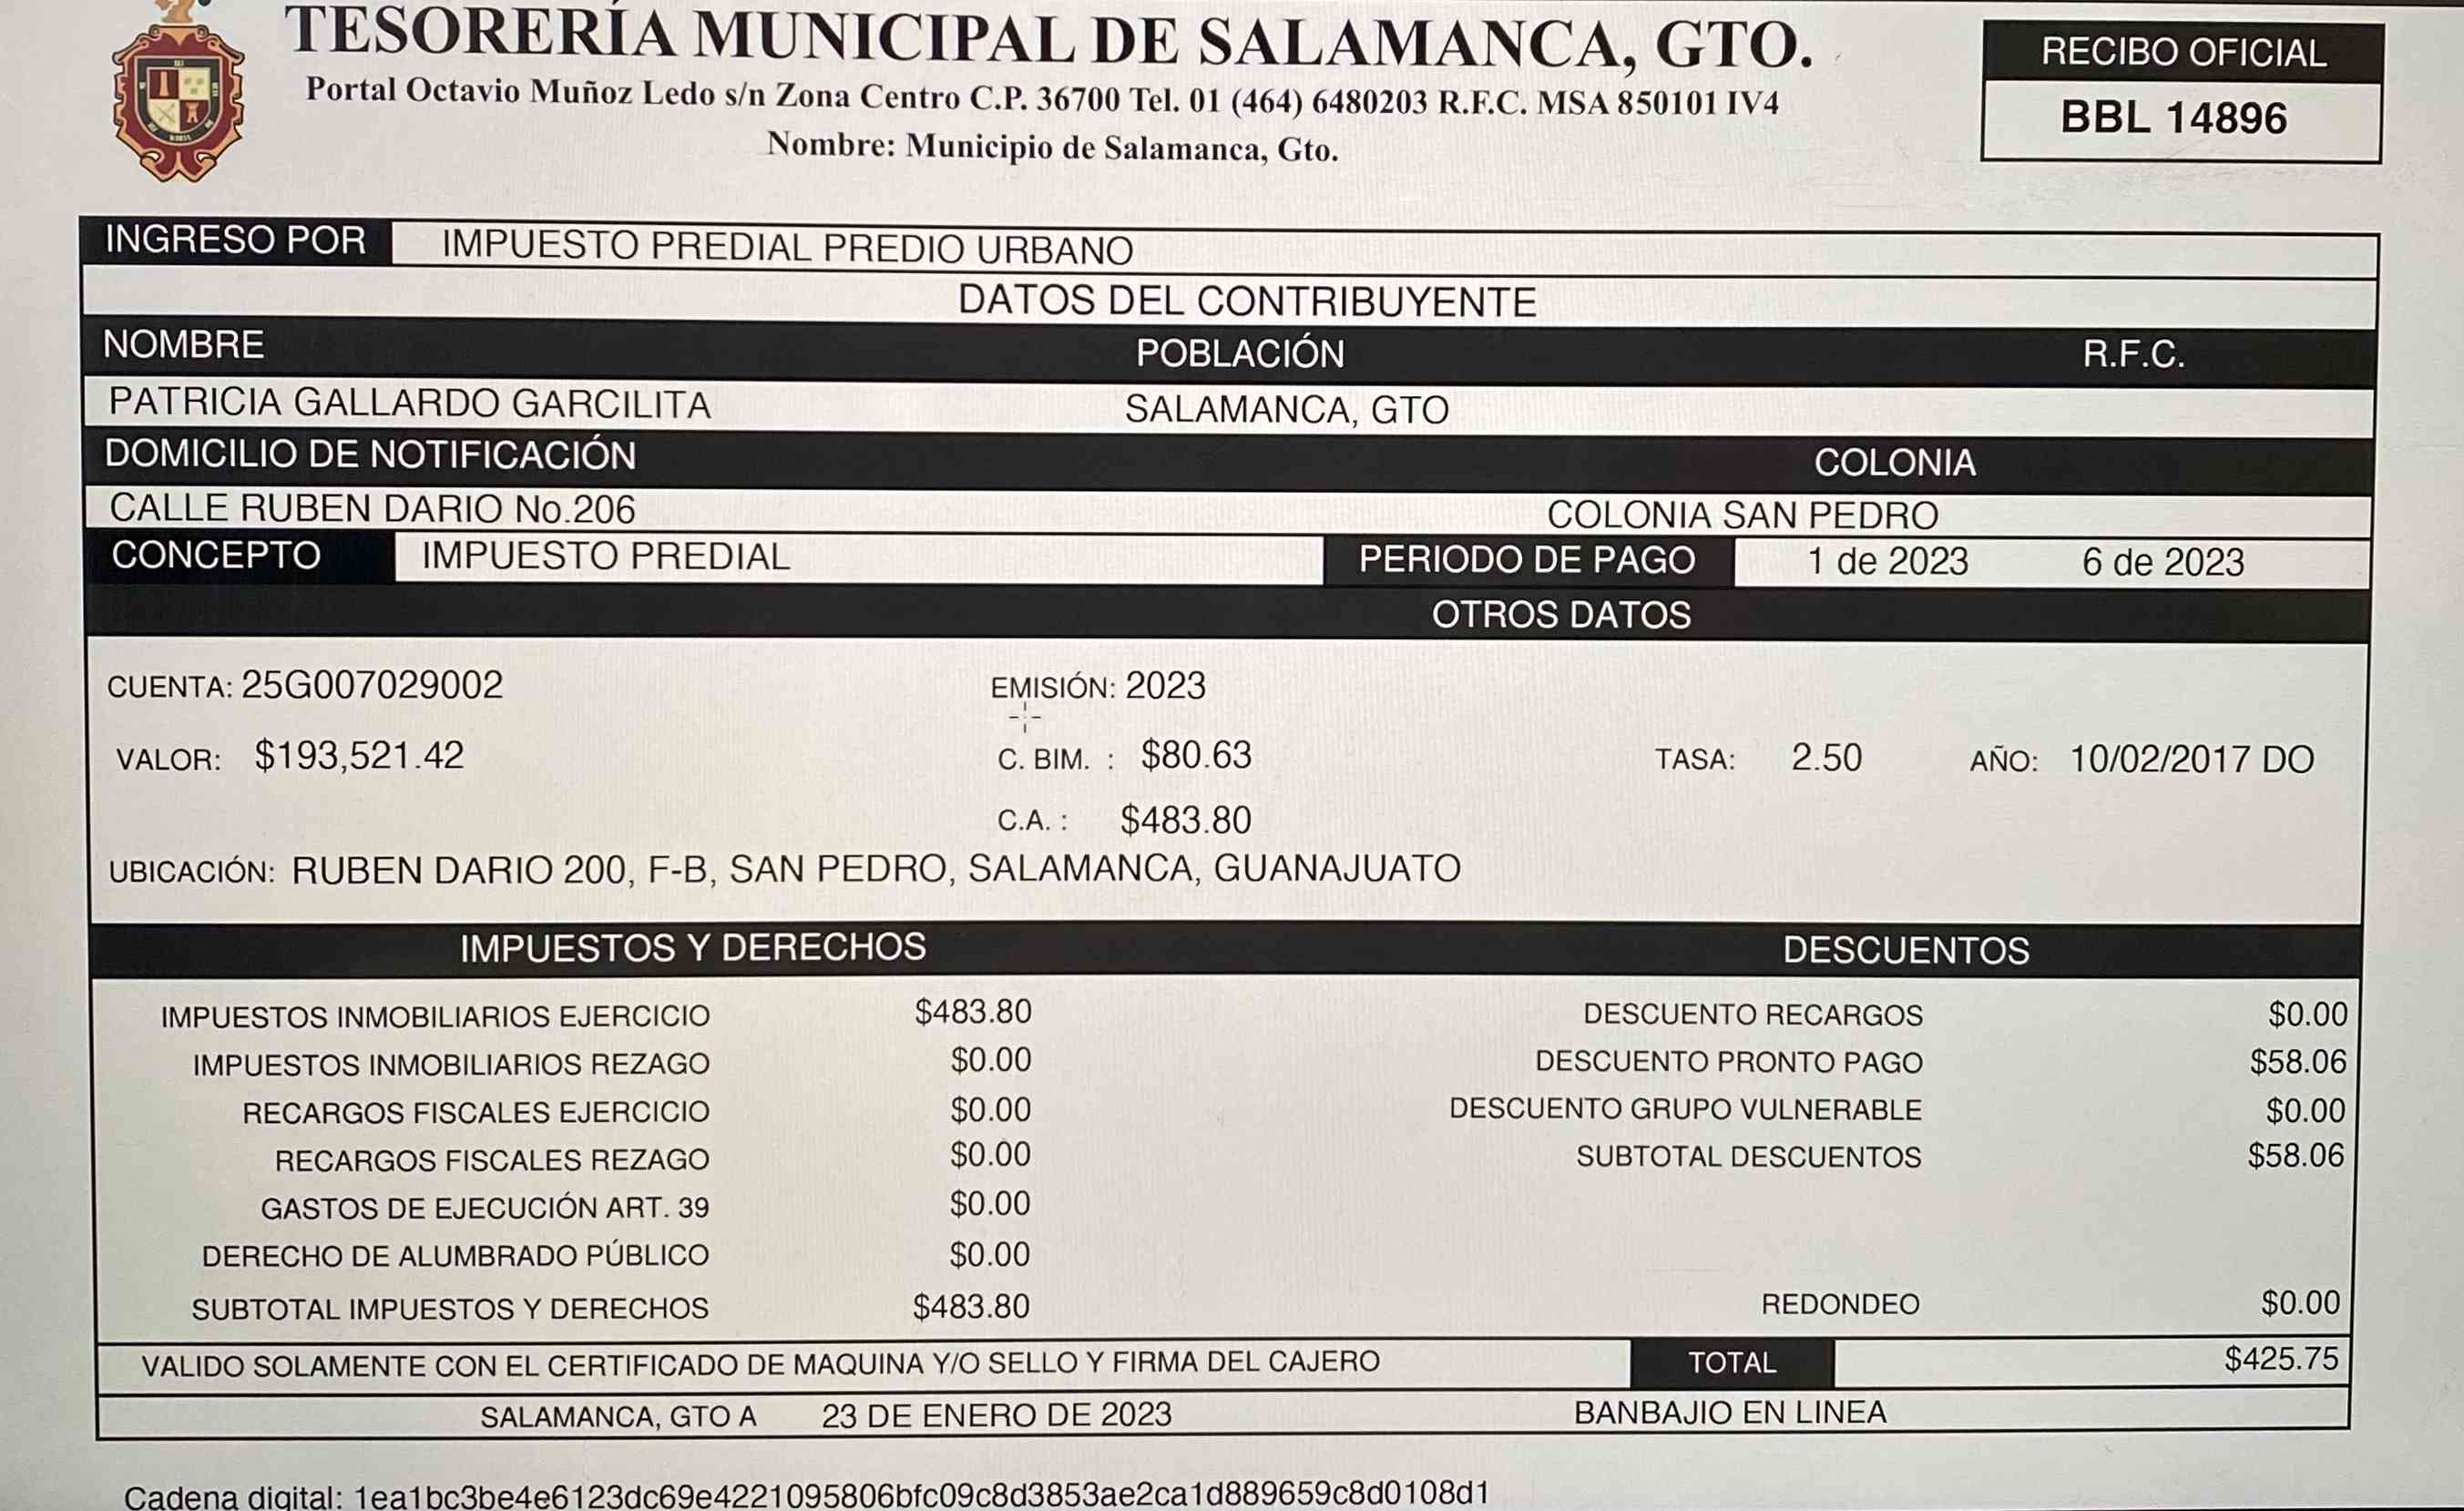 TESORERÍA MUNICIPAL DE SALAMANCA, GTO.
Portal Octavio Muñoz Ledo s/n Zona Centro C.P. 36700 Tel. 01 (464) 6480203 R.F.C. MSA 850101 IV4
Nombre: Municipio de Salamanca, Gto.
RECIBO OFICIAL
BBL 14896
INGRESO POR IMPUESTO PREDIAL PREDIO URBANO
DATOS DEL CONTRIBUYENTE
NOMBRE POBLACIÓN R.F.C.
PATRICIA GALLARDO GARCILITA SALAMANCA, GTO
DOMICILIO DE NOTIFICACIÓN COLONIA
CALLE RUBEN DARIO No.206 COLONIA SAN PEDRO
CONCEPTO IMPUESTO PREDIAL PERIODO DE PAGO 1 de 2023 6 de 2023
OTROS DATOS
CUENTA: 25G007029002 EMISIÓN: 2023
VALOR: $193,521.42 C. BIM. : $80.63 TASA: 2.50 AÑO: 10/02/2017 DO
C.A. : $483.80
UBICACIÓN: RUBEN DARIO 200, F-B, SAN PEDRO, SALAMANCA, GUANAJUATO
IMPUESTOS Y DERECHOS DESCUENTOS
IMPUESTOS INMOBILIARIOS EJERCICIO $483.80 DESCUENTO RECARGOS $0.00
IMPUESTOS INMOBILIARIOS REZAGO $0.00 DESCUENTO PRONTO PAGO $58.06
RECARGOS FISCALES EJERCICIO $0.00 DESCUENTO GRUPO VULNERABLE $0.00
RECARGOS FISCALES REZAGO $0.00 SUBTOTAL DESCUENTOS $58.06
GASTOS DE EJECUCIÓN ART. 39 $0.00
DERECHO DE ALUMBRADO PÚBLICO $0.00
SUBTOTAL IMPUESTOS Y DERECHOS $483.80 REDONDEO $0.00
VALIDO SOLAMENTE CON EL CERTIFICADO DE MAQUINA Y/O SELLO Y FIRMA DEL CAJERO TOTAL $425.75
SALAMANCA, GTO A 23 DE ENERO DE 2023 BANBAJIO EN LINEA
Cadena digital: 1ea1bc3be4e6123dc69e4221095806bfc09c8d3853ae2ca1d889659c8d0108d1